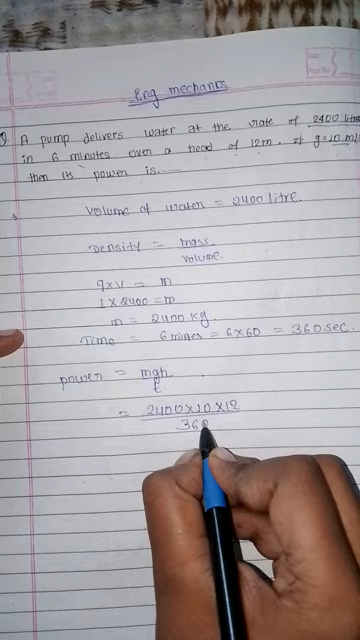 Eng mechanics
Q A pump delivers water at the rate of 2400 litre
in 6 minutes over a head of 12m. If g=10 m/s
then its power is.....
Volume of water = 2400 litre.
Density = mass
volume.
9×V = m
1 × 2400 = m
m = 2400 kg.
Time = 6 mines = 6×60 = 360 sec.
power = mgh
t
= 2400×10×12
360